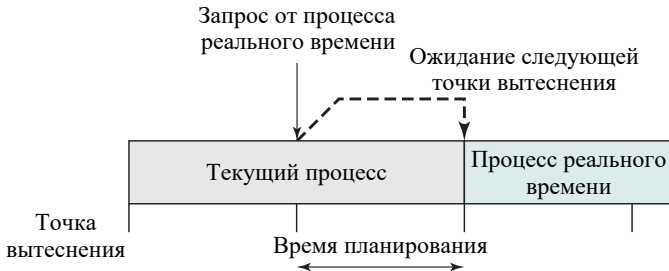 Запрос от процесса
реального времени
Ожидание следующей
точки вытеснения
Текущий процесс
Процесс реального
времени
Точка
вытеснения
Время планирования